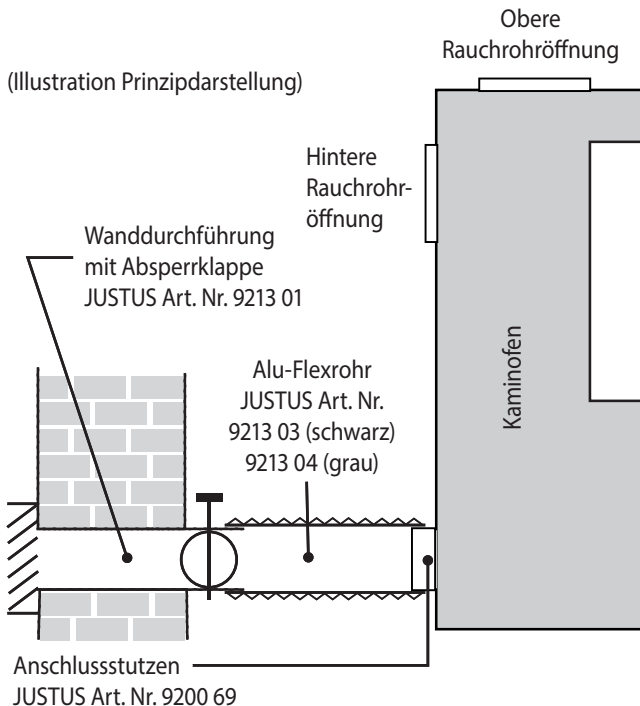 Obere
Rauchrohröffnung
(Illustration Prinzipdarstellung)
Hintere
Rauchrohr-
öffnung
Wanddurchführung
mit Absperrklappe
JUSTUS Art. Nr. 9213 01
Alu-Flexrohr
JUSTUS Art. Nr.
9213 03 (schwarz)
9213 04 (grau)
Kaminofen
Anschlussstutzen
JUSTUS Art. Nr. 9200 69